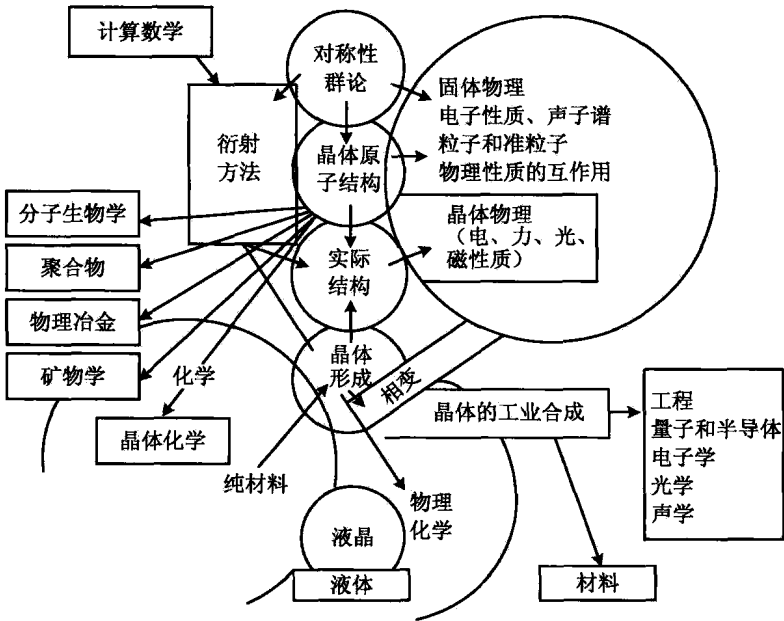 计算数学
对称性
群论
固体物理
电子性质、声子谱
粒子和准粒子
物理性质的互作用
衍射
方法
晶体原
子结构
分子生物学
聚合物
物理冶金
矿物学
晶体物理
（电、力、光、
磁性质）
实际
结构
晶体
形成
相变
化学
晶体化学
纯材料
晶体的工业合成
工程
量子和半导体
电子学
光学
声学
物理
化学
液晶
液体
材料